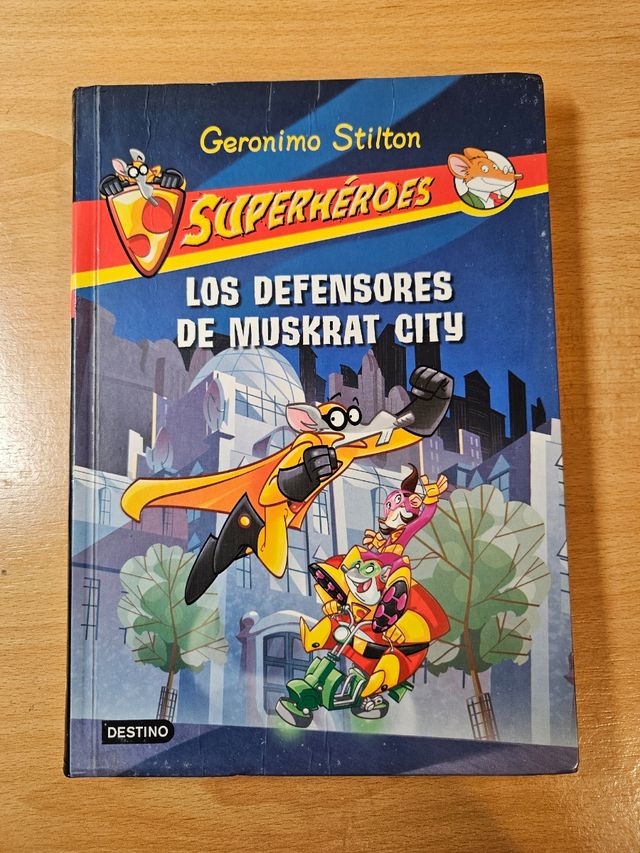 Geronimo Stilton
SUPERHÉROES
LOS DEFENSORES
DE MUSKRAT CITY
DESTINO